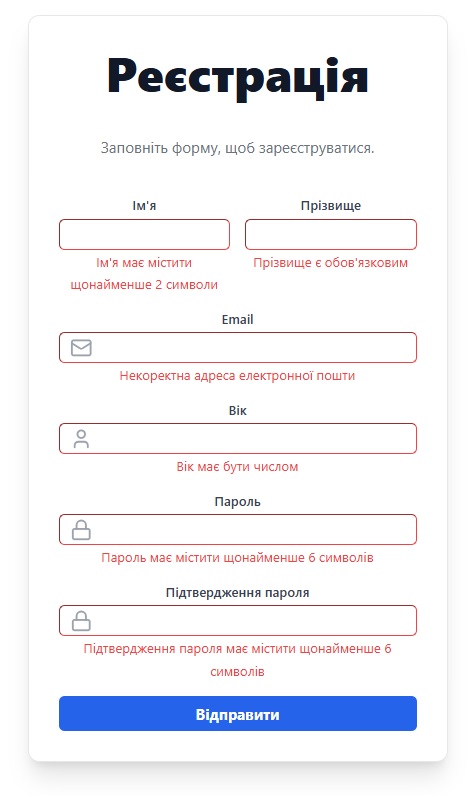 Реєстрація
Заповніть форму, щоб зареєструватися.
Ім'я
Прізвище
Ім'я має містити
щонайменше 2 символи
Прізвище є обов'язковим
Email
Некоректна адреса електронної пошти
Вік
Вік має бути числом
Пароль
Пароль має містити щонайменше 6 символів
Підтвердження пароля
Підтвердження пароля має містити щонайменше 6
символів
Відправити